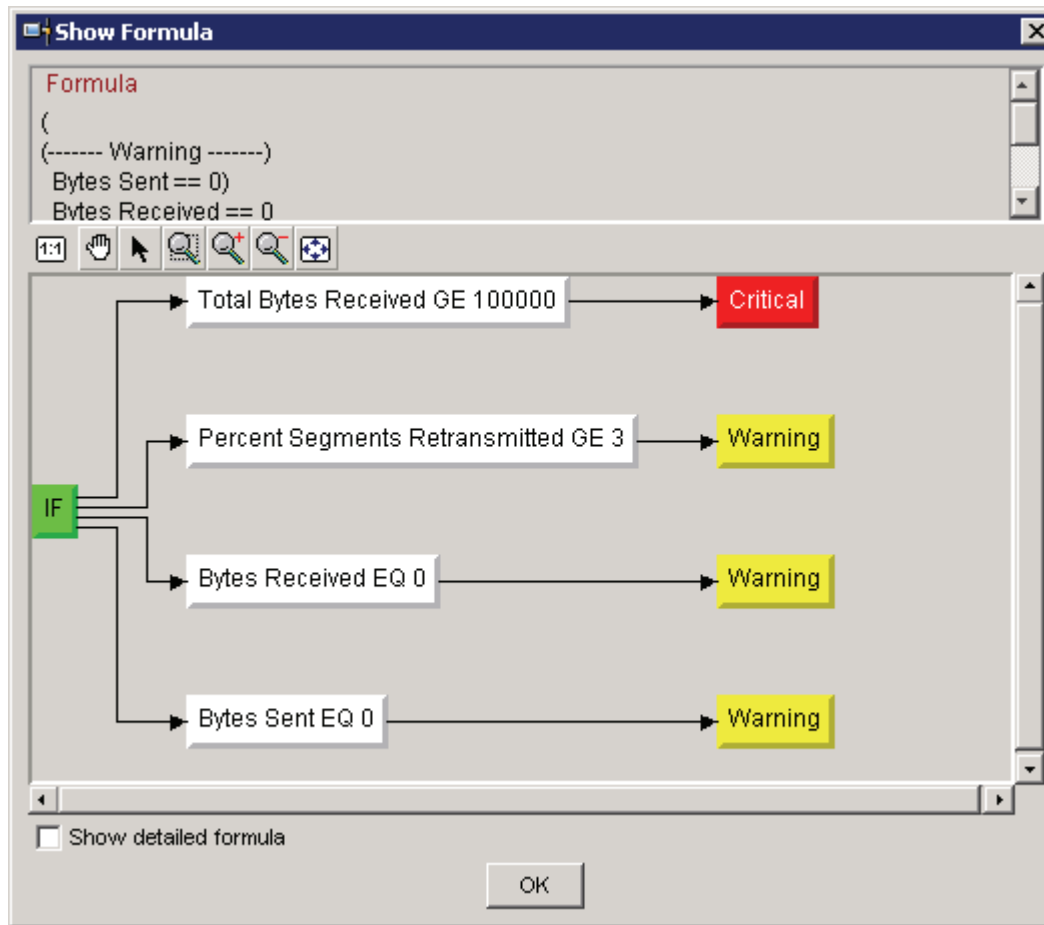 Show Formula
Formula
(
(------- Warning -------)
Bytes Sent == 0)
Bytes Received == 0
1:1
Total Bytes Received GE 100000
Critical
Percent Segments Retransmitted GE 3
Warning
IF
Bytes Received EQ 0
Warning
Bytes Sent EQ 0
Warning
Show detailed formula
OK